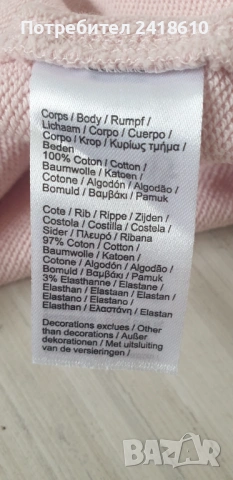 Потребител 2418610
Corps / Body / Rumpf /
Lichaam / Corpo / Cuerpo /
Corpo / Krop / Κυρίως τμήμα /
Beden
100% Coton / Cotton /
Baumwolle / Katoen /
Cotone / Algodón / Algodão /
Bomuld / Βαμβάκι / Pamuk
Cote / Rib / Rippe / Zijden /
Costola / Costilla / Costela /
Sider / Πλευρό / Ribana
97% Coton / Cotton /
Baumwolle / Katoen /
Cotone / Algodón / Algodão /
Bomuld / Βαμβάκι / Pamuk
3% Elasthanne / Elastane /
Elasthan / Elastaan / Elastan /
Elastano / Elastano /
Elasthan / Ελαστάνη / Elastan
Decorations exclues / Other
than decorations / Außer
dekorationen / Met uitsluiting
van de versieringen /
BAZAR.BG